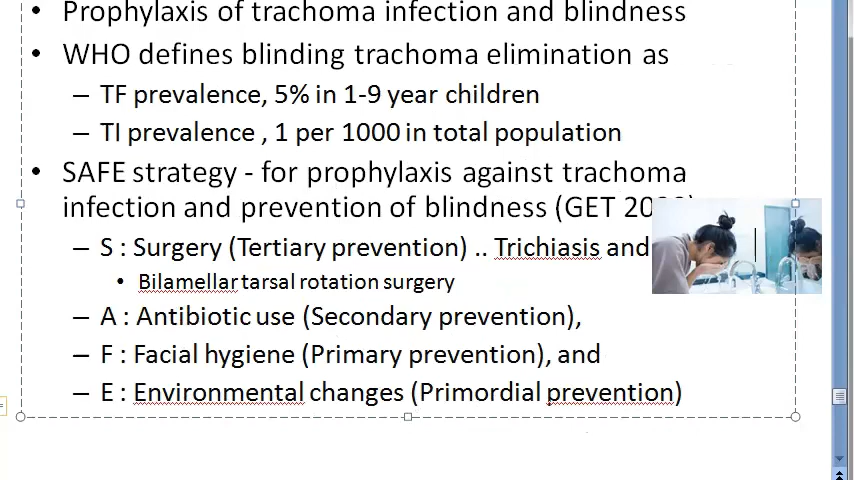 • Prophylaxis of trachoma infection and blindness
• WHO defines blinding trachoma elimination as
– TF prevalence, 5% in 1-9 year children
– TI prevalence , 1 per 1000 in total population
• SAFE strategy - for prophylaxis against trachoma
infection and prevention of blindness (GET
– S : Surgery (Tertiary prevention) .. Trichiasis and
• Bilamellar tarsal rotation surgery
– A : Antibiotic use (Secondary prevention),
– F : Facial hygiene (Primary prevention), and
– E : Environmental changes (Primordial prevention)